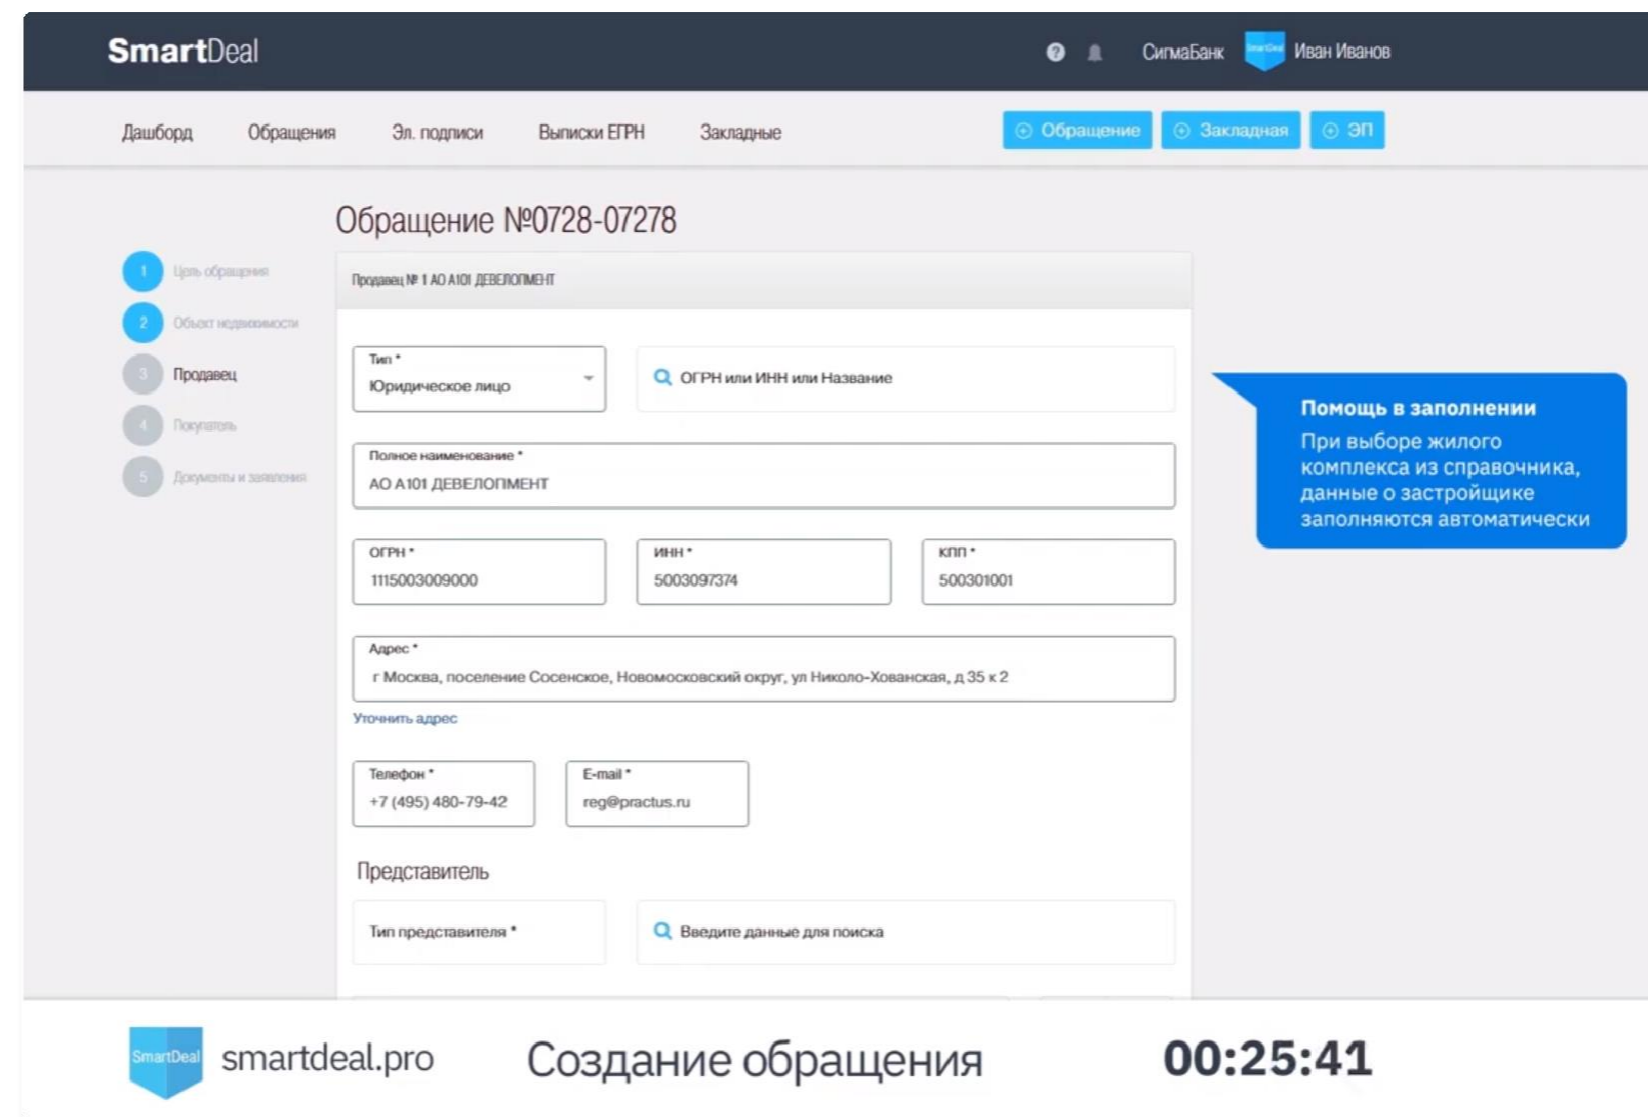 SmartDeal
? СигмаБанк SmartDeal Иван Иванов
Дашборд Обращения Эл. подписи Выписки ЕГРН Закладные Обращение Закладная ЭП
Обращение №0728-07278
1 Цель обращения
2 Объект недвижимости
3 Продавец
4 Покупатель
5 Документы и заявления
Продавец № 1 АО А101 ДЕВЕЛОПМЕНТ
Тип *
Юридическое лицо
ОГРН или ИНН или Название
Полное наименование *
АО А101 ДЕВЕЛОПМЕНТ
ОГРН *
1115003009000
ИНН *
5003097374
КПП *
500301001
Адрес *
г Москва, поселение Сосенское, Новомосковский округ, ул Николо-Хованская, д 35 к 2
Уточнить адрес
Телефон *
+7 (495) 480-79-42
E-mail *
reg@practus.ru
Представитель
Тип представителя *
Введите данные для поиска
Помощь в заполнении
При выборе жилого
комплекса из справочника,
данные о застройщике
заполняются автоматически
SmartDeal smartdeal.pro Создание обращения 00:25:41